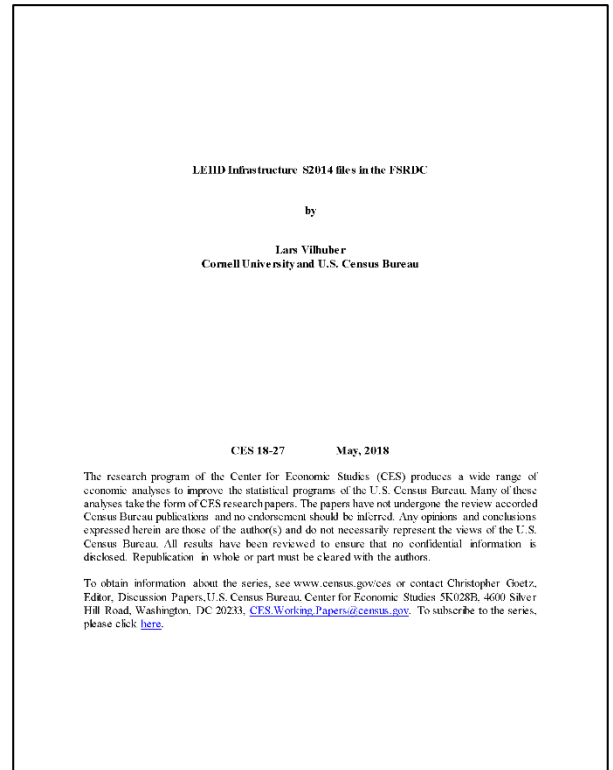 LEHD Infrastructure S2014 files in the FSRDC
by
Lars Vilhuber
Cornell University and U.S. Census Bureau
CES 18-27 May, 2018
The research program of the Center for Economic Studies (CES) produces a wide range of
economic analyses to improve the statistical programs of the U.S. Census Bureau. Many of these
analyses take the form of CES research papers. The papers have not undergone the review accorded
Census Bureau publications and no endorsement should be inferred. Any opinions and conclusions
expressed herein are those of the author(s) and do not necessarily represent the views of the U.S.
Census Bureau. All results have been reviewed to ensure that no confidential information is
disclosed. Republication in whole or part must be cleared with the authors.
To obtain information about the series, see www.census.gov/ces or contact Christopher Goetz,
Editor, Discussion Papers, U.S. Census Bureau, Center for Economic Studies 5K028B, 4600 Silver
Hill Road, Washington, DC 20233, CES.Working.Papers@census.gov. To subscribe to the series,
please click here.